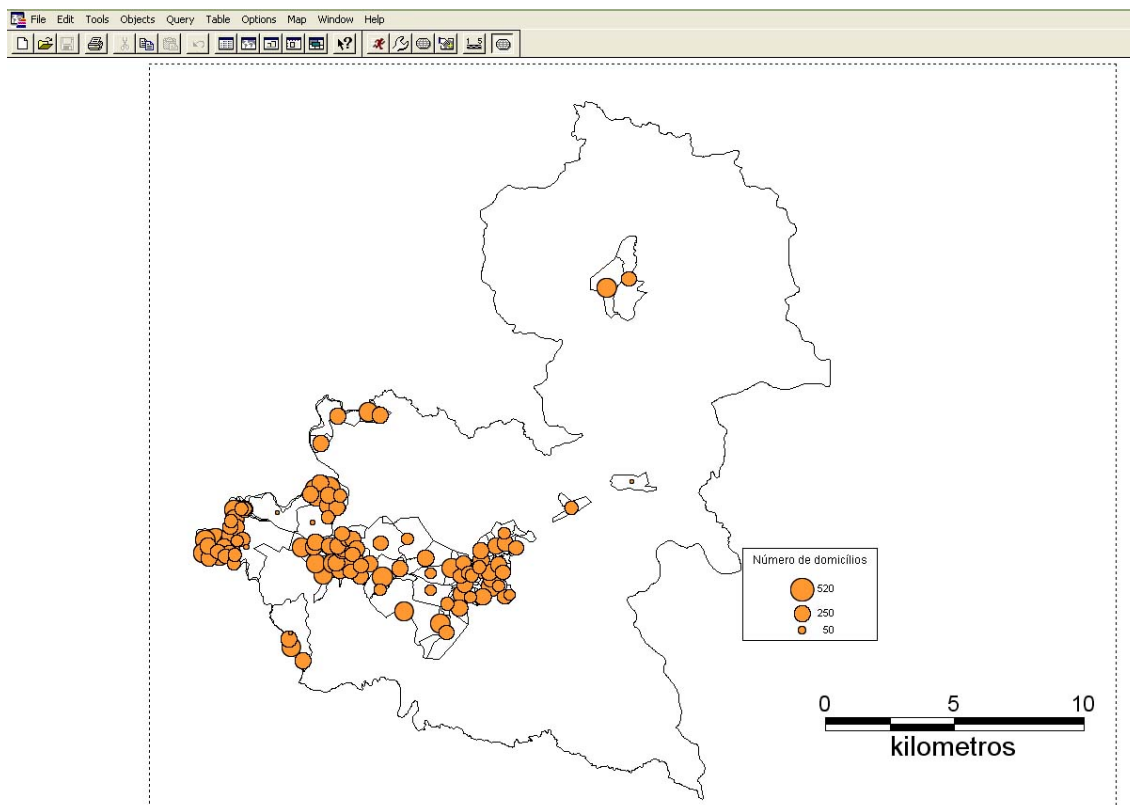 File Edit Tools Objects Query Table Options Map Window Help
Número de domicílios
520
250
50
0 5 10
kilometros